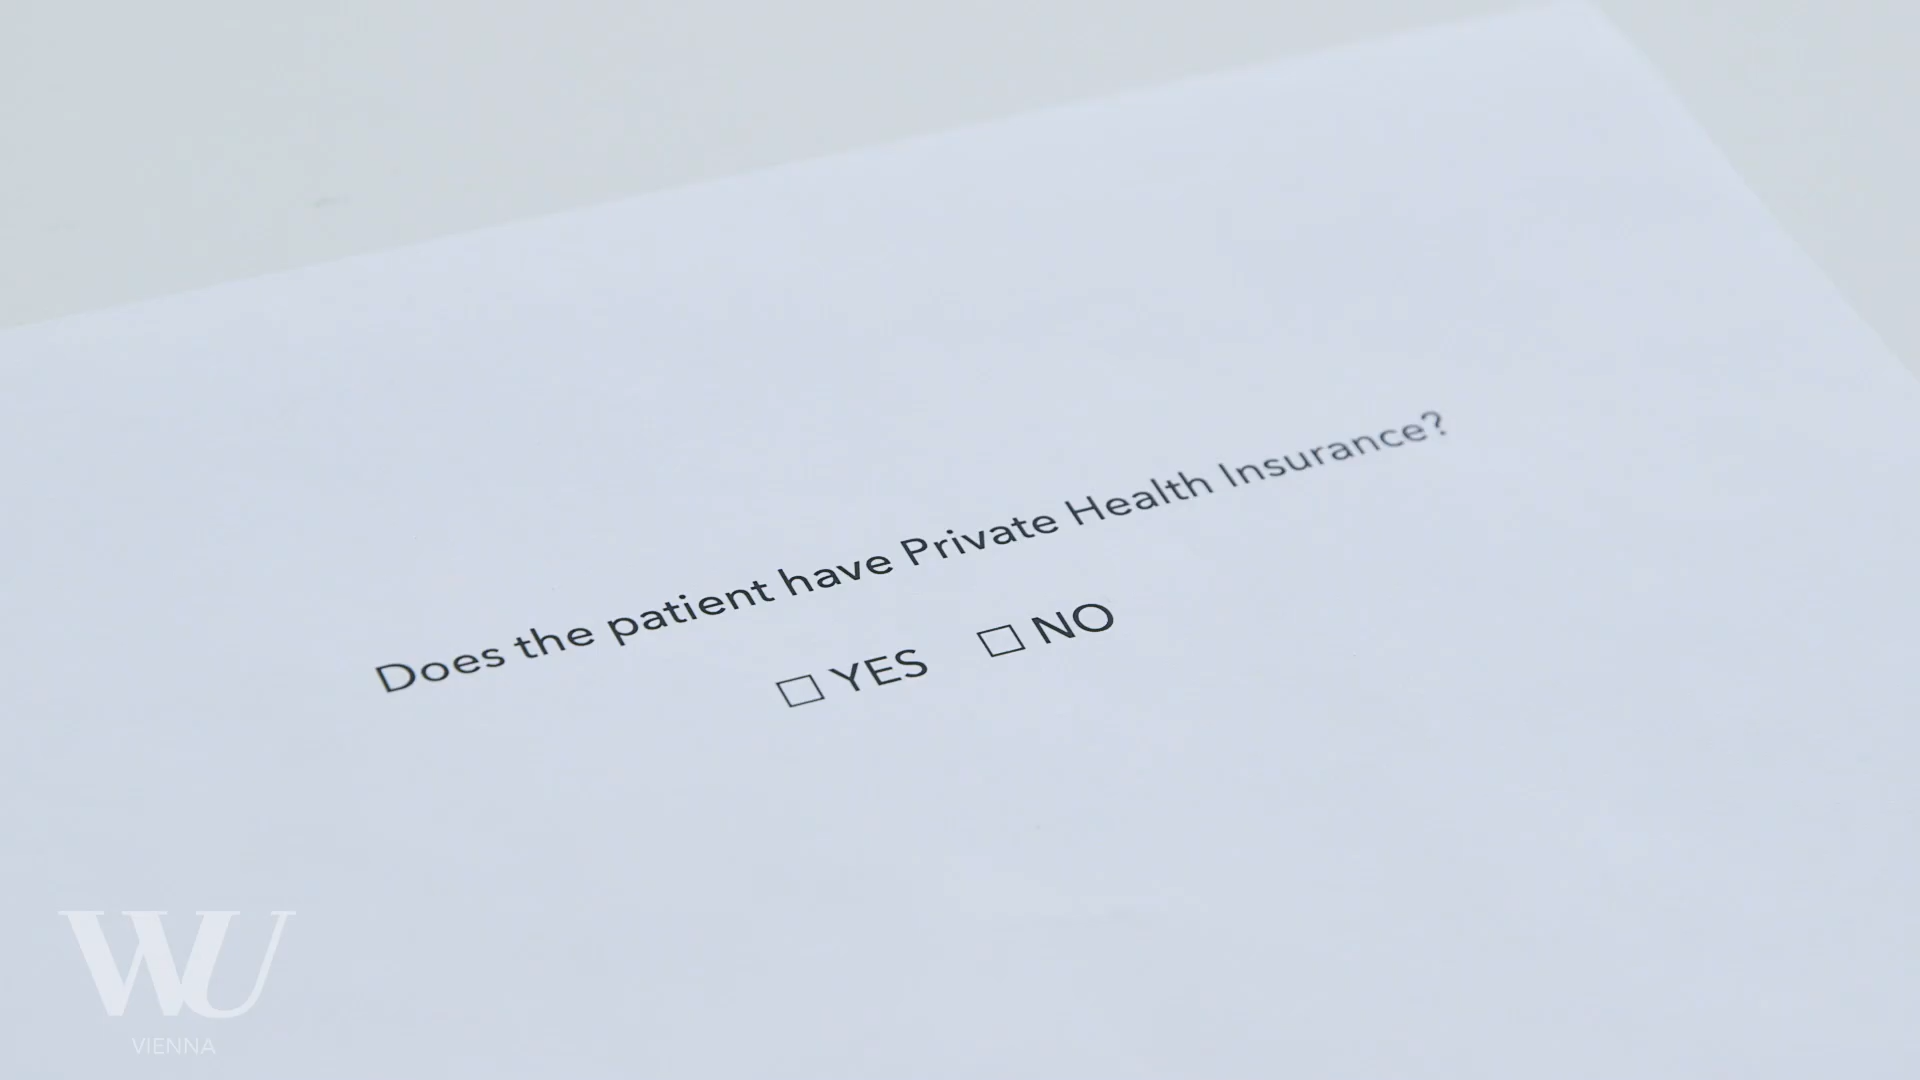 Does the patient have Private Health Insurance?
☐ YES ☐ NO
WU
VIENNA